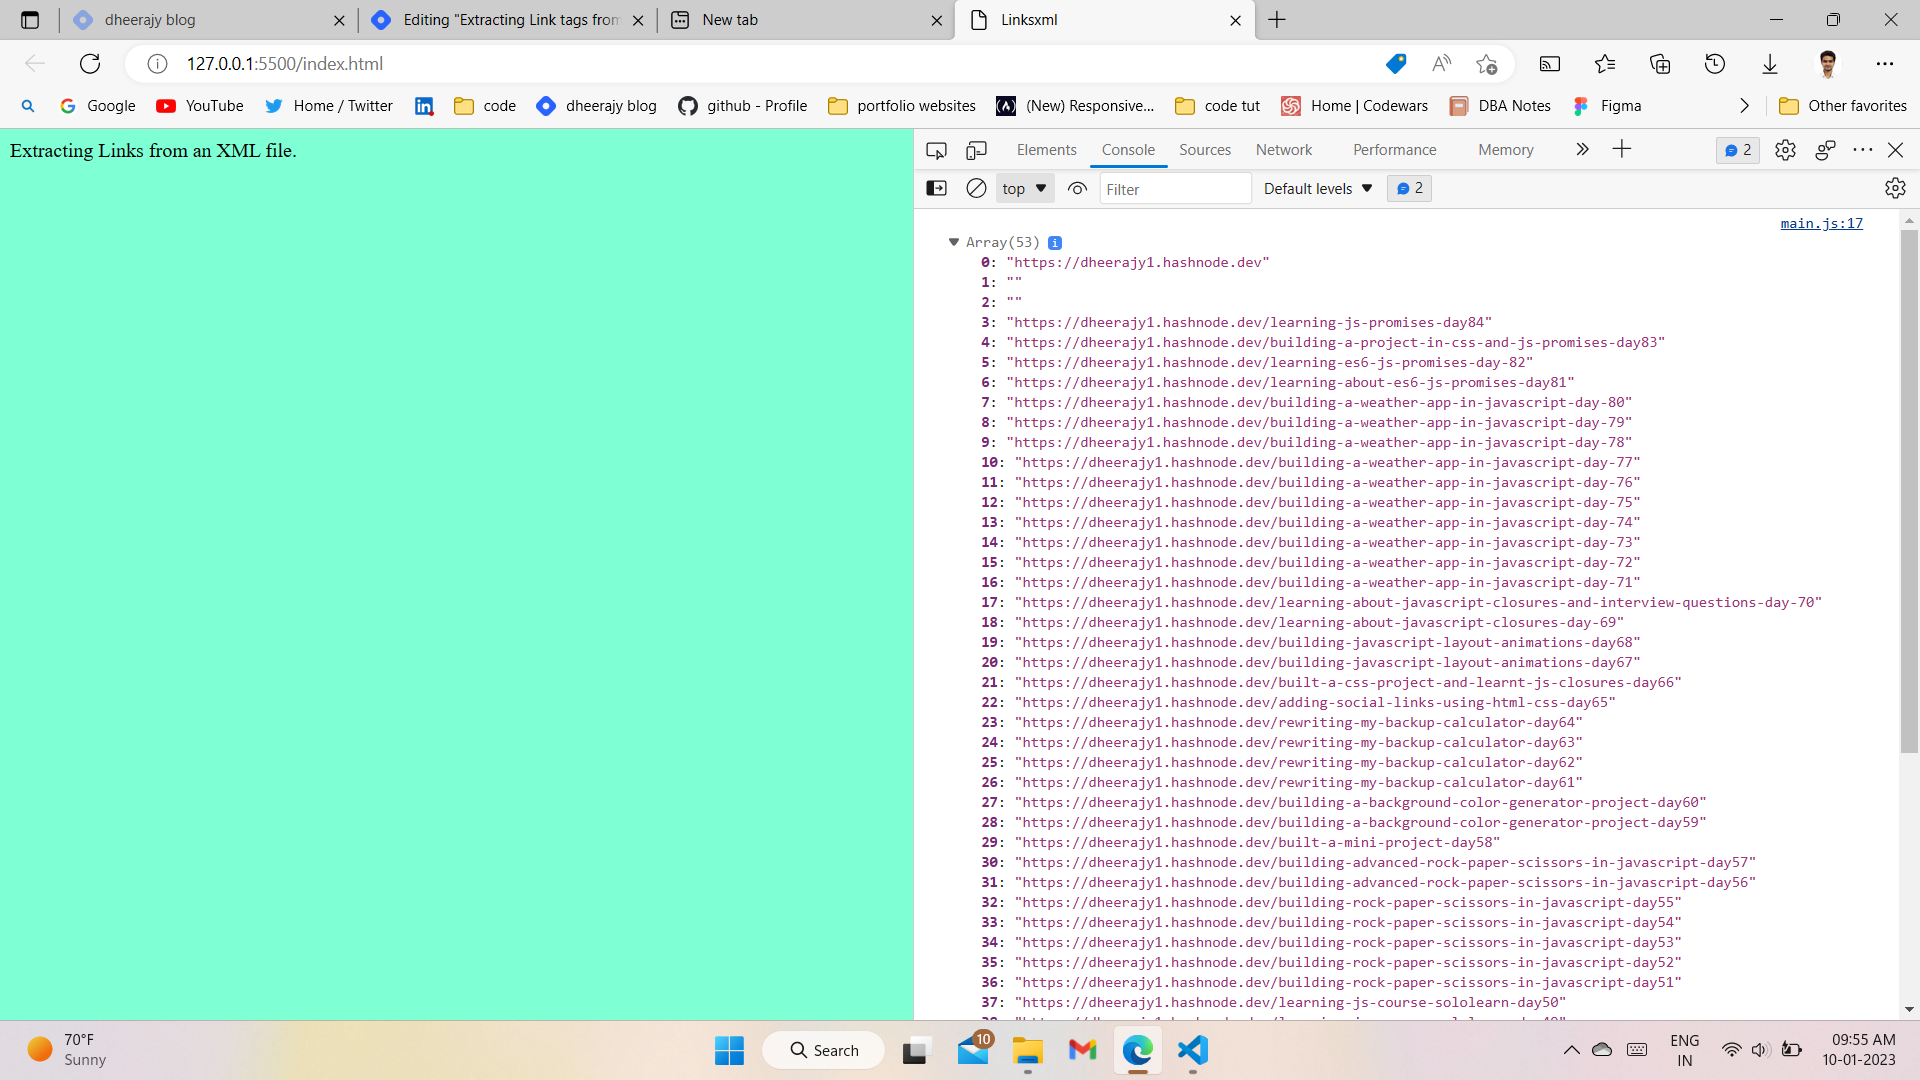 dheerajy blog
Editing "Extracting Link tags from
New tab
Linksxml
127.0.0.1:5500/index.html
Google
YouTube
Home / Twitter
code
dheerajy blog
github - Profile
portfolio websites
(New) Responsive...
code tut
Home | Codewars
DBA Notes
Figma
Other favorites
Extracting Links from an XML file.
Elements Console Sources Network Performance Memory 2
top Filter Default levels 2
main.js:17
Array(53) i
0: "https://dheerajy1.hashnode.dev"
1: ""
2: ""
3: "https://dheerajy1.hashnode.dev/learning-js-promises-day84"
4: "https://dheerajy1.hashnode.dev/building-a-project-in-css-and-js-promises-day83"
5: "https://dheerajy1.hashnode.dev/learning-es6-js-promises-day-82"
6: "https://dheerajy1.hashnode.dev/learning-about-es6-js-promises-day81"
7: "https://dheerajy1.hashnode.dev/building-a-weather-app-in-javascript-day-80"
8: "https://dheerajy1.hashnode.dev/building-a-weather-app-in-javascript-day-79"
9: "https://dheerajy1.hashnode.dev/building-a-weather-app-in-javascript-day-78"
10: "https://dheerajy1.hashnode.dev/building-a-weather-app-in-javascript-day-77"
11: "https://dheerajy1.hashnode.dev/building-a-weather-app-in-javascript-day-76"
12: "https://dheerajy1.hashnode.dev/building-a-weather-app-in-javascript-day-75"
13: "https://dheerajy1.hashnode.dev/building-a-weather-app-in-javascript-day-74"
14: "https://dheerajy1.hashnode.dev/building-a-weather-app-in-javascript-day-73"
15: "https://dheerajy1.hashnode.dev/building-a-weather-app-in-javascript-day-72"
16: "https://dheerajy1.hashnode.dev/building-a-weather-app-in-javascript-day-71"
17: "https://dheerajy1.hashnode.dev/learning-about-javascript-closures-and-interview-questions-day-70"
18: "https://dheerajy1.hashnode.dev/learning-about-javascript-closures-day-69"
19: "https://dheerajy1.hashnode.dev/building-javascript-layout-animations-day68"
20: "https://dheerajy1.hashnode.dev/building-javascript-layout-animations-day67"
21: "https://dheerajy1.hashnode.dev/built-a-css-project-and-learnt-js-closures-day66"
22: "https://dheerajy1.hashnode.dev/adding-social-links-using-html-css-day65"
23: "https://dheerajy1.hashnode.dev/rewriting-my-backup-calculator-day64"
24: "https://dheerajy1.hashnode.dev/rewriting-my-backup-calculator-day63"
25: "https://dheerajy1.hashnode.dev/rewriting-my-backup-calculator-day62"
26: "https://dheerajy1.hashnode.dev/rewriting-my-backup-calculator-day61"
27: "https://dheerajy1.hashnode.dev/building-a-background-color-generator-project-day60"
28: "https://dheerajy1.hashnode.dev/building-a-background-color-generator-project-day59"
29: "https://dheerajy1.hashnode.dev/built-a-mini-project-day58"
30: "https://dheerajy1.hashnode.dev/building-advanced-rock-paper-scissors-in-javascript-day57"
31: "https://dheerajy1.hashnode.dev/building-advanced-rock-paper-scissors-in-javascript-day56"
32: "https://dheerajy1.hashnode.dev/building-rock-paper-scissors-in-javascript-day55"
33: "https://dheerajy1.hashnode.dev/building-rock-paper-scissors-in-javascript-day54"
34: "https://dheerajy1.hashnode.dev/building-rock-paper-scissors-in-javascript-day53"
35: "https://dheerajy1.hashnode.dev/building-rock-paper-scissors-in-javascript-day52"
36: "https://dheerajy1.hashnode.dev/building-rock-paper-scissors-in-javascript-day51"
37: "https://dheerajy1.hashnode.dev/learning-js-course-sololearn-day50"
70°F
Sunny
Search
10
ENG
IN
09:55 AM
10-01-2023